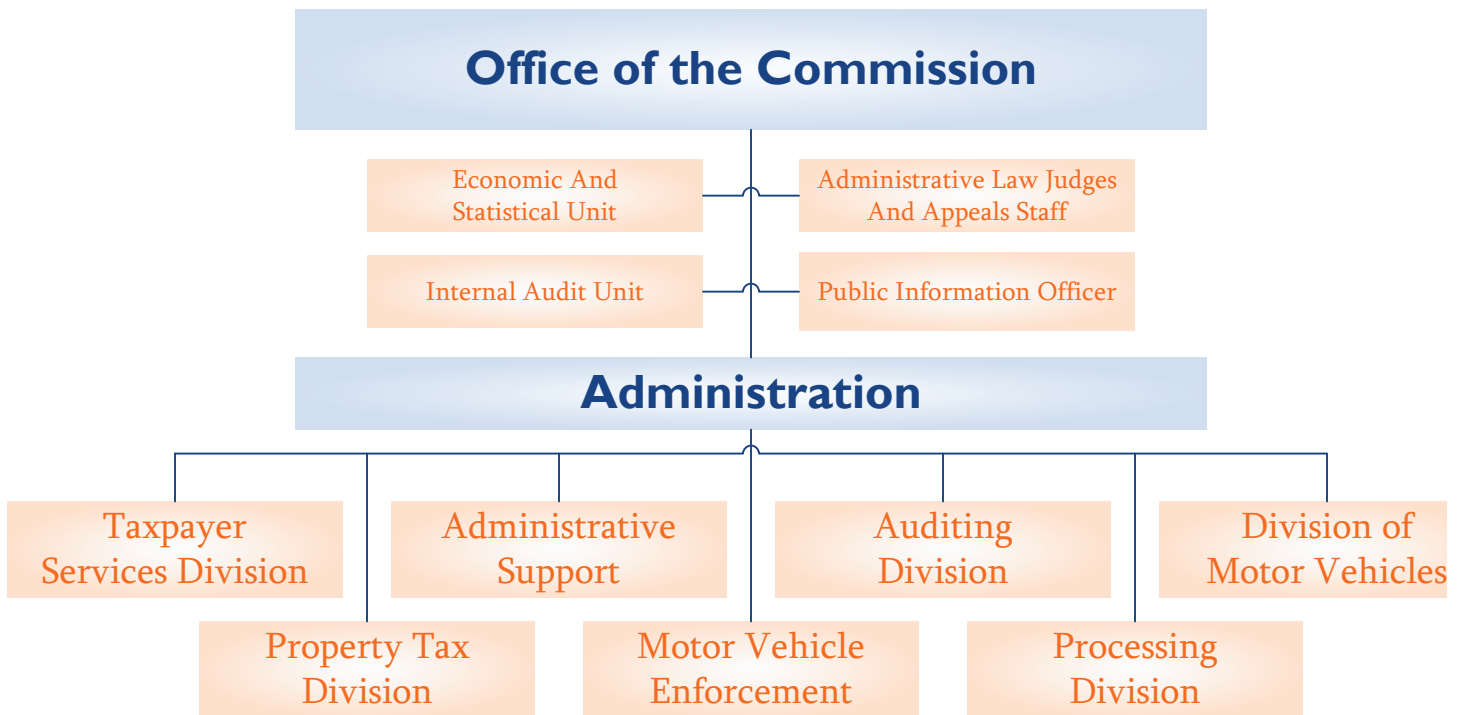 Office of the Commission
Economic And
Statistical Unit
Administrative Law Judges
And Appeals Staff
Internal Audit Unit
Public Information Officer
Administration
Taxpayer
Services Division
Administrative
Support
Auditing
Division
Division of
Motor Vehicles
Property Tax
Division
Motor Vehicle
Enforcement
Processing
Division